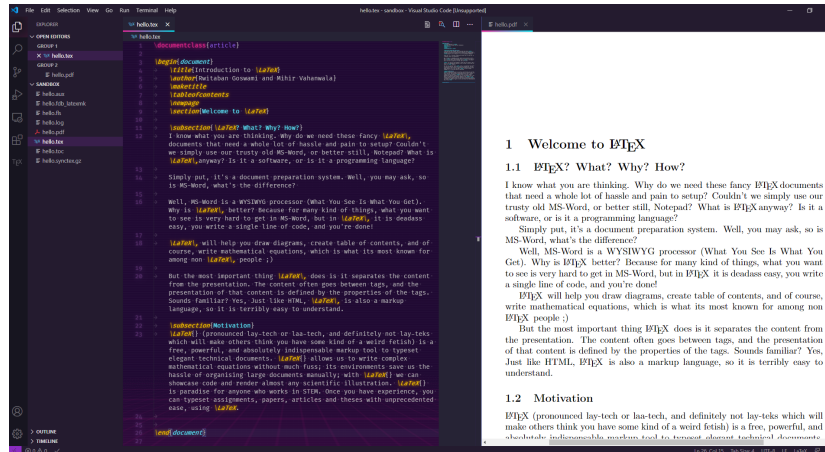 File Edit Selection View Go Run Terminal Help
hello.tex - sandbox - Visual Studio Code [Unsupported]
EXPLORER
OPEN EDITORS
GROUP 1
hello.tex
GROUP 2
hello.pdf
SANDBOX
hello.aux
hello.fdb_latexmk
hello.fls
hello.log
hello.pdf
hello.tex
hello.toc
hello.synctex.gz
OUTLINE
TIMELINE
hello.tex
hello.tex
\documentclass{article}
\begin{document}
\title{Introduction to \LaTeX}
\author{Rwitaban Goswami and Mihir Vahanwala}
\maketitle
\tableofcontents
\newpage
\section{Welcome to \LaTeX}
\subsection{\LaTeX? What? Why? How?}
I know what you are thinking. Why do we need these fancy \LaTeX\,
documents that need a whole lot of hassle and pain to setup? Couldn't
we simply use our trusty old MS-Word, or better still, Notepad? What is
\LaTeX\,anyway? Is it a software, or is it a programming language?
Simply put, it's a document preparation system. Well, you may ask, so
is MS-Word, what's the difference?
Well, MS-Word is a WYSIWYG processor (What You See Is What You Get).
Why is \LaTeX\, better? Because for many kind of things, what you want
to see is very hard to get in MS-Word, but in \LaTeX\, it is deadass
easy, you write a single line of code, and you're done!
\LaTeX\, will help you draw diagrams, create table of contents, and of
course, write mathematical equations, which is what its most known for
among non \LaTeX\, people ;)
But the most important thing \LaTeX\, does is it separates the content
from the presentation. The content often goes between tags, and the
presentation of that content is defined by the properties of the tags.
Sounds familiar? Yes, Just like HTML, \LaTeX\, is also a markup
language, so it is terribly easy to understand.
\subsection{Motivation}
\LaTeX{} (pronounced lay-tech or laa-tech, and definitely not lay-teks
which will make others think you have some kind of a weird fetish) is a
free, powerful, and absolutely indispensable markup tool to typeset
elegant technical documents. \LaTeX{} allows us to write complex
mathematical equations without much fuss; its environments save us the
hassle of organising large documents manually; with \LaTeX{} we can
showcase code and render almost any scientific illustration. \LaTeX{}
is paradise for anyone who works in STEM. Once you have experience, you
can typeset assignments, papers, articles and theses with unprecedented
ease, using \LaTeX.
\end{document}
hello.pdf
1 Welcome to LATEX
1.1 LATEX? What? Why? How?
I know what you are thinking. Why do we need these fancy LATEX documents
that need a whole lot of hassle and pain to setup? Couldn't we simply use our
trusty old MS-Word, or better still, Notepad? What is LATEX anyway? Is it a
software, or is it a programming language?
Simply put, it's a document preparation system. Well, you may ask, so is
MS-Word, what's the difference?
Well, MS-Word is a WYSIWYG processor (What You See Is What You
Get). Why is LATEX better? Because for many kind of things, what you want
to see is very hard to get in MS-Word, but in LATEX it is deadass easy, you write
a single line of code, and you're done!
LATEX will help you draw diagrams, create table of contents, and of course,
write mathematical equations, which is what its most known for among non
LATEX people ;)
But the most important thing LATEX does is it separates the content from
the presentation. The content often goes between tags, and the presentation
of that content is defined by the properties of the tags. Sounds familiar? Yes,
Just like HTML, LATEX is also a markup language, so it is terribly easy to
understand.
1.2 Motivation
LATEX (pronounced lay-tech or laa-tech, and definitely not lay-teks which will
make others think you have some kind of a weird fetish) is a free, powerful, and
absolutely indispensable markup tool to typeset elegant technical documents.